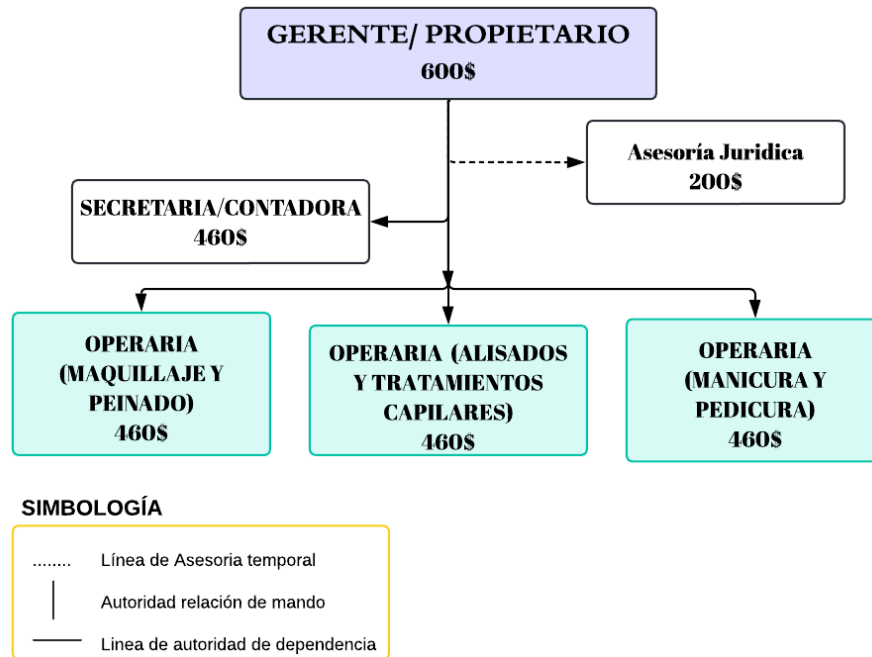 GERENTE/ PROPIETARIO
600$
Asesoría Juridica
200$
SECRETARIA/CONTADORA
460$
OPERARIA
(MAQUILLAJE Y
PEINADO)
460$
OPERARIA (ALISADOS
Y TRATAMIENTOS
CAPILARES)
460$
OPERARIA
(MANICURA Y
PEDICURA)
460$
SIMBOLOGÍA
........ Línea de Asesoria temporal
Autoridad relación de mando
Linea de autoridad de dependencia